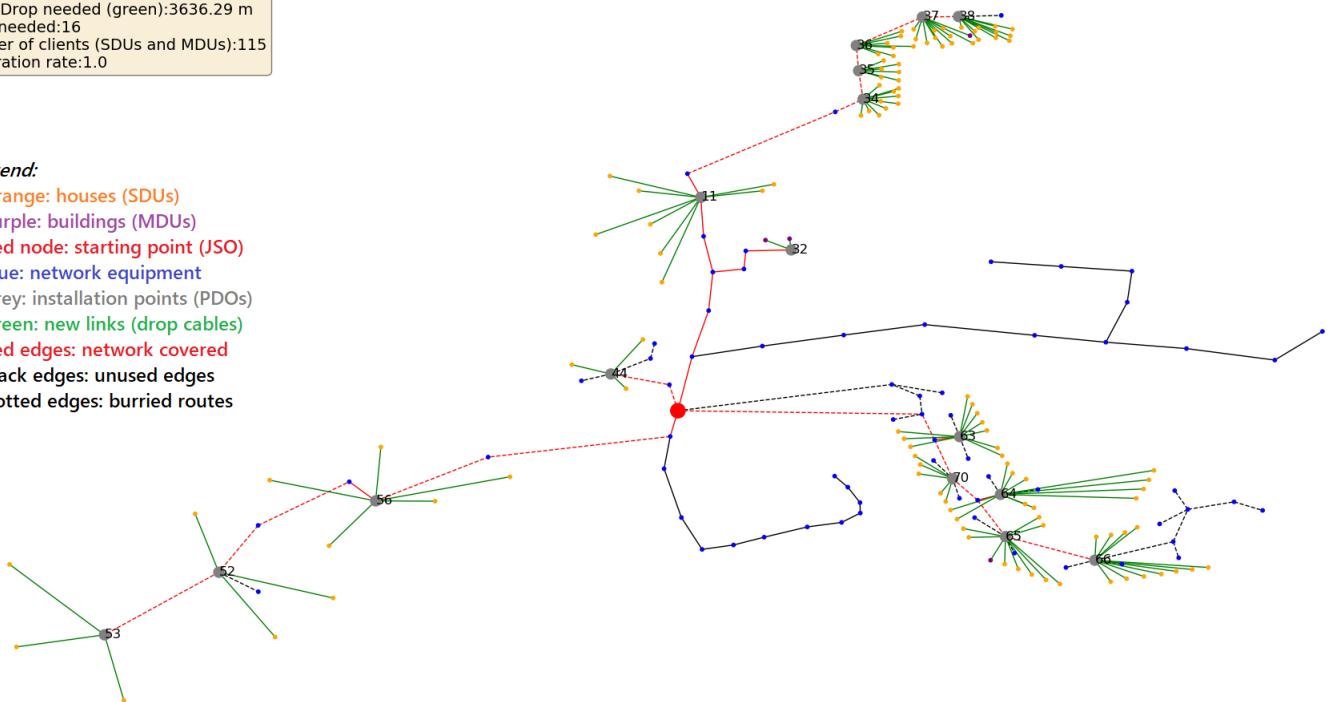 Drop needed (green):3636.29 m
needed:16
er of clients (SDUs and MDUs):115
ration rate:1.0
end:
range: houses (SDUs)
urple: buildings (MDUs)
ed node: starting point (JSO)
ue: network equipment
rey: installation points (PDOs)
reen: new links (drop cables)
ed edges: network covered
ack edges: unused edges
otted edges: burried routes
37
38
36
35
34
11
32
44
63
56
70
64
65
66
52
53